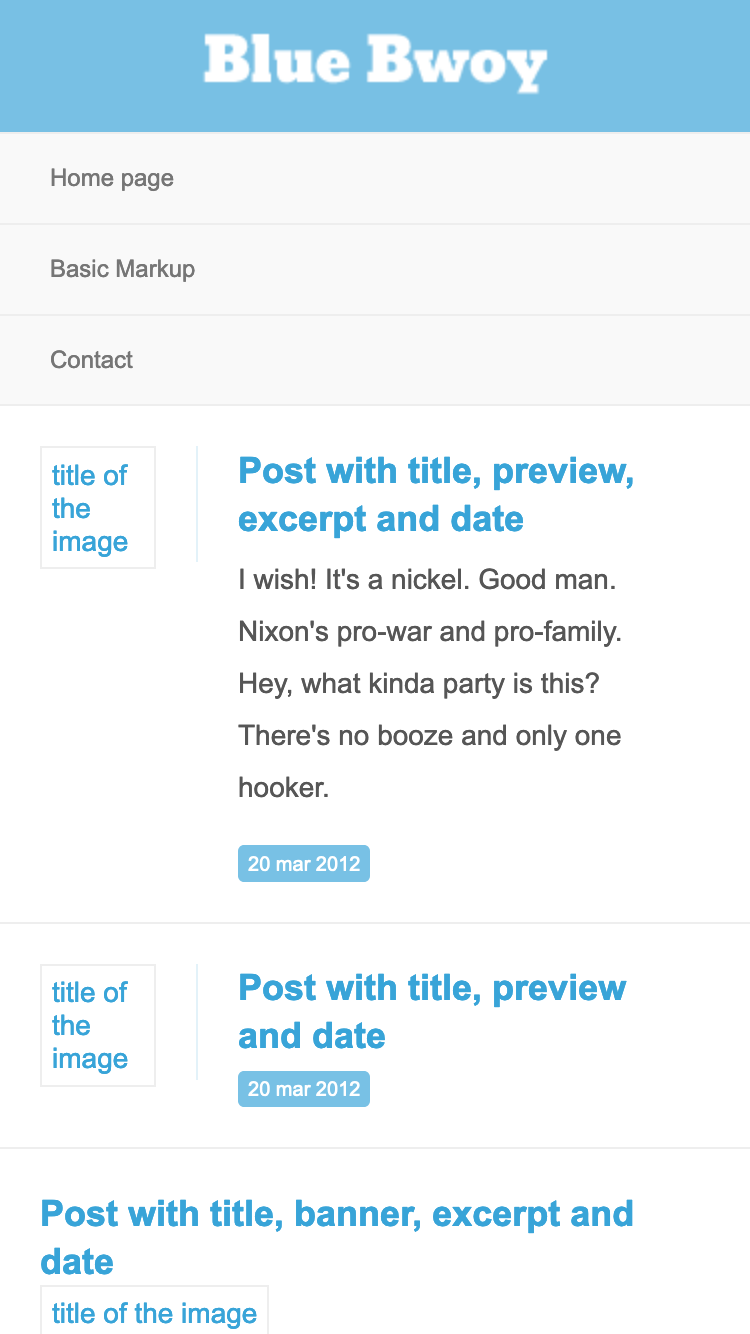 Blue Bwoy
Home page
Basic Markup
Contact
title of
the
image
Post with title, preview,
excerpt and date
I wish! It's a nickel. Good man.
Nixon's pro-war and pro-family.
Hey, what kinda party is this?
There's no booze and only one
hooker.
20 mar 2012
title of
the
image
Post with title, preview
and date
20 mar 2012
Post with title, banner, excerpt and
date
title of the image